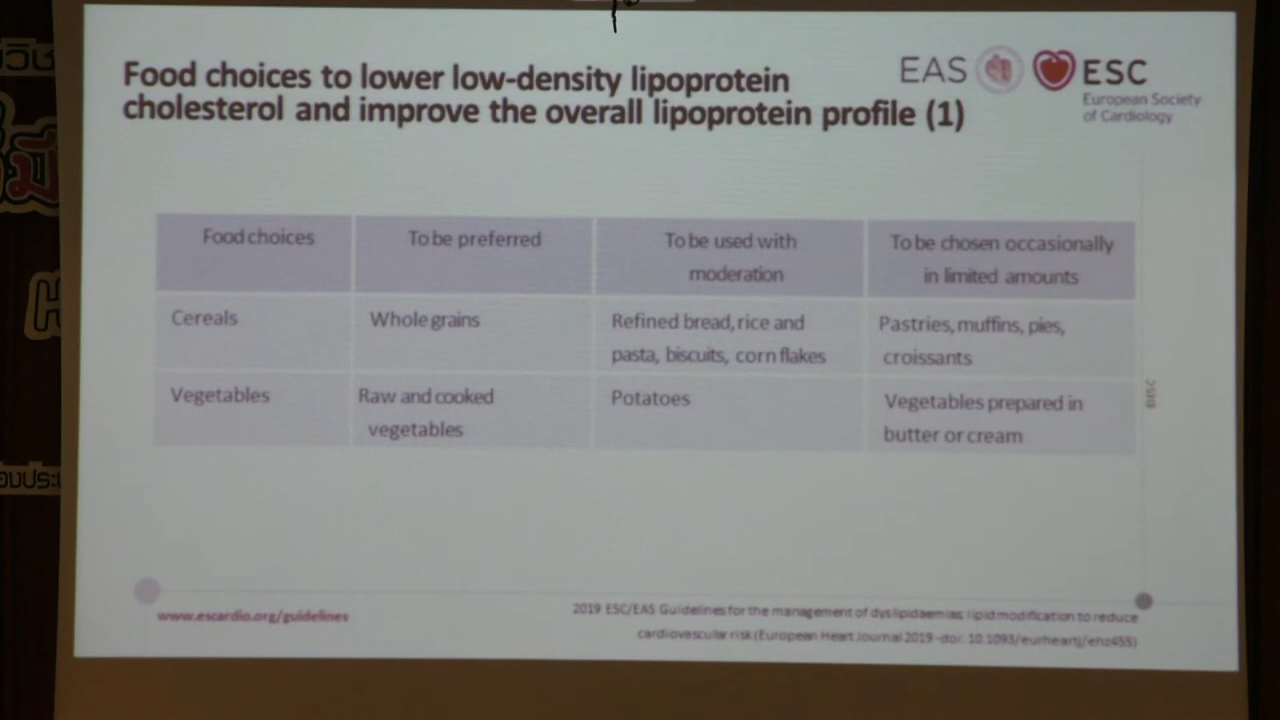 Food choices to lower low-density lipoprotein
cholesterol and improve the overall lipoprotein profile (1)
EAS
ESC
European Society
of Cardiology
Food choices
To be preferred
To be used with
moderation
To be chosen occasionally
in limited amounts
Cereals
Whole grains
Refined bread, rice and
pasta, biscuits, corn flakes
Pastries, muffins, pies,
croissants
Vegetables
Raw and cooked
vegetables
Potatoes
Vegetables prepared in
butter or cream
www.escardio.org/guidelines
2019 ESC/EAS Guidelines for the management of dyslipidaemias: lipid modification to reduce
cardiovascular risk (European Heart Journal 2019 -doi: 10.1093/eurheartj/ehz455)